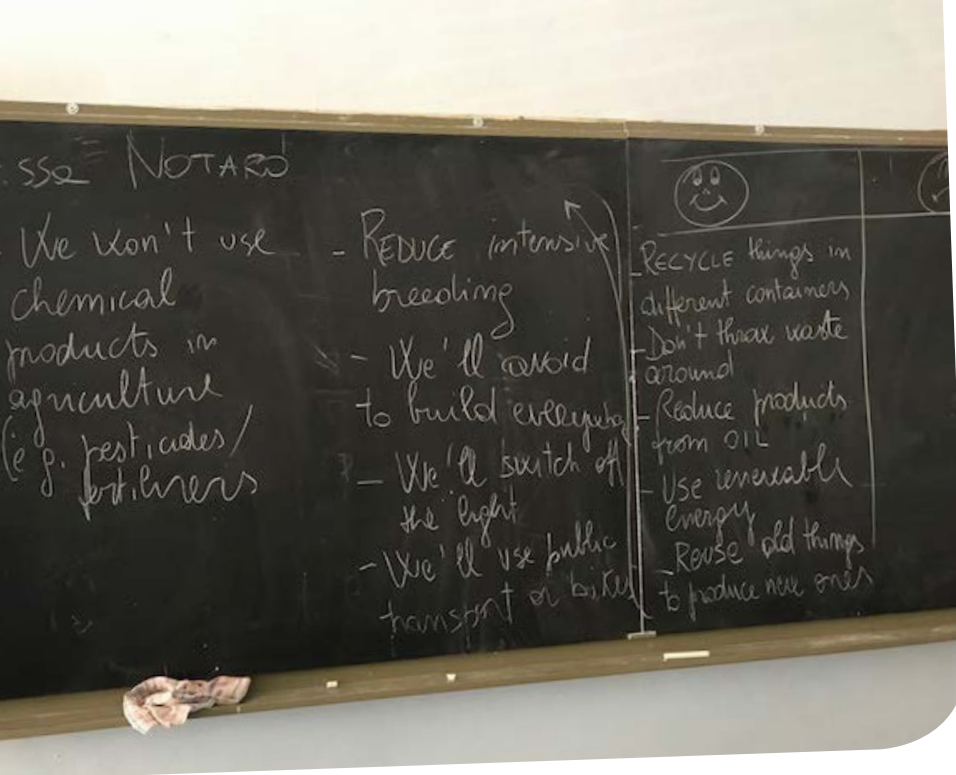 .ssa NOTARO
We won't use
chemical
products in
agriculture
(e.g. pesticides/
fertilizers
- REDUCE intensive
breeding
- We'll avoid
to build everywhere
- We'll switch off
the light
- We'll use public
transport or bikes
- RECYCLE things in
different containers
- Don't throw waste
around
- Reduce products
from OIL
- Use renewable
energy
- Reuse old things
to produce new ones